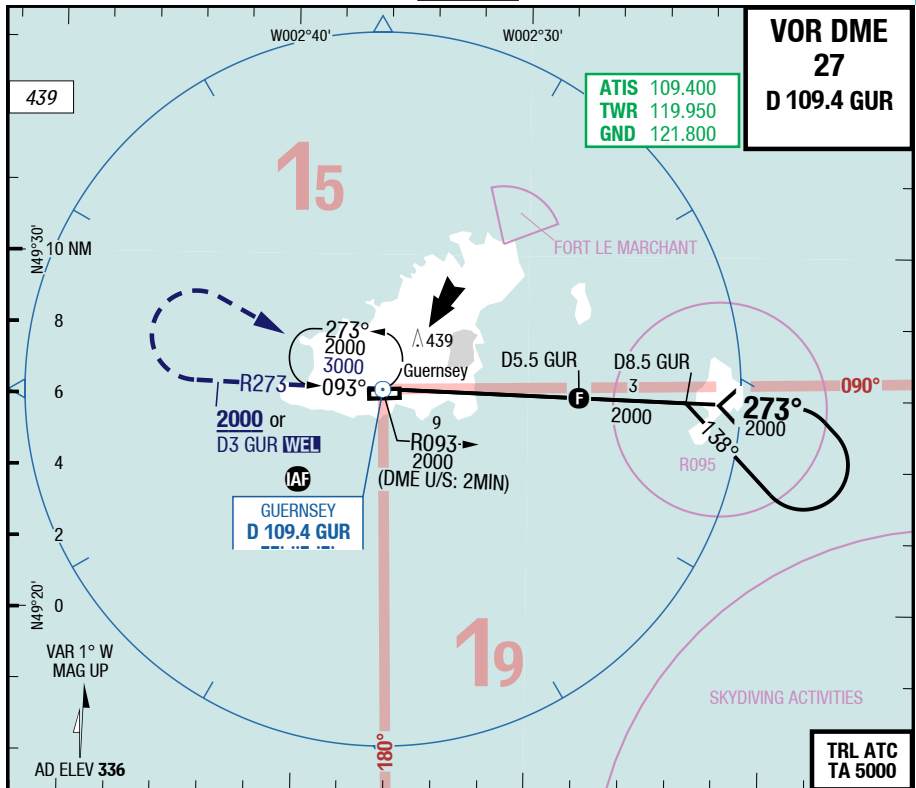 W002°40'
W002°30'
VOR DME
27
D 109.4 GUR
439
ATIS 109.400
TWR 119.950
GND 121.800
15
FORT LE MARCHANT
N49°30'
10 NM
8
6
4
2
0
N49°20'
273°
2000
3000
093°
439
Guernsey
R273
2000 or
D3 GUR WEL
IAF
9
R093
2000
(DME U/S: 2MIN)
D5.5 GUR
F
D8.5 GUR
3
2000
273°
2000
138°
R095
090°
GUERNSEY
D 109.4 GUR
19
180°
VAR 1° W
MAG UP
AD ELEV 336
SKYDIVING ACTIVITIES
TRL ATC
TA 5000